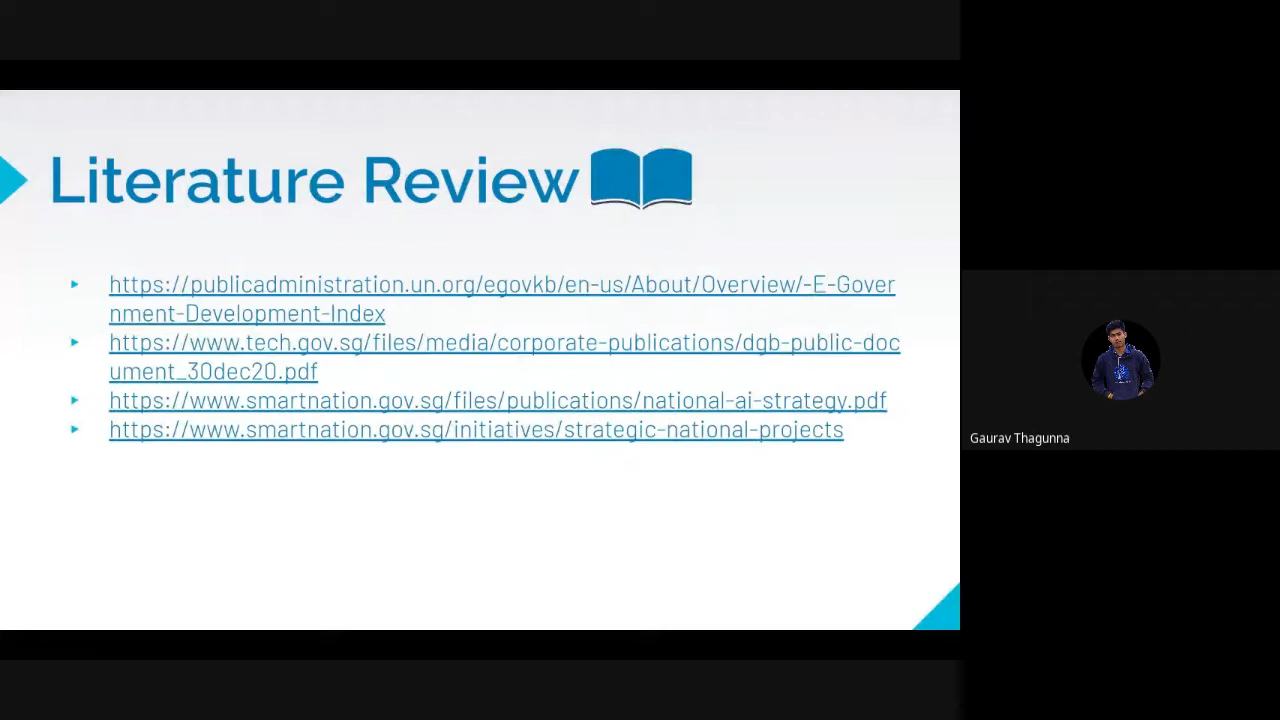 Literature Review
https://publicadministration.un.org/egovkb/en-us/About/Overview/-E-Gover
nment-Development-Index
https://www.tech.gov.sg/files/media/corporate-publications/dgb-public-doc
ument_30dec20.pdf
https://www.smartnation.gov.sg/files/publications/national-ai-strategy.pdf
https://www.smartnation.gov.sg/initiatives/strategic-national-projects
Gaurav Thagunna